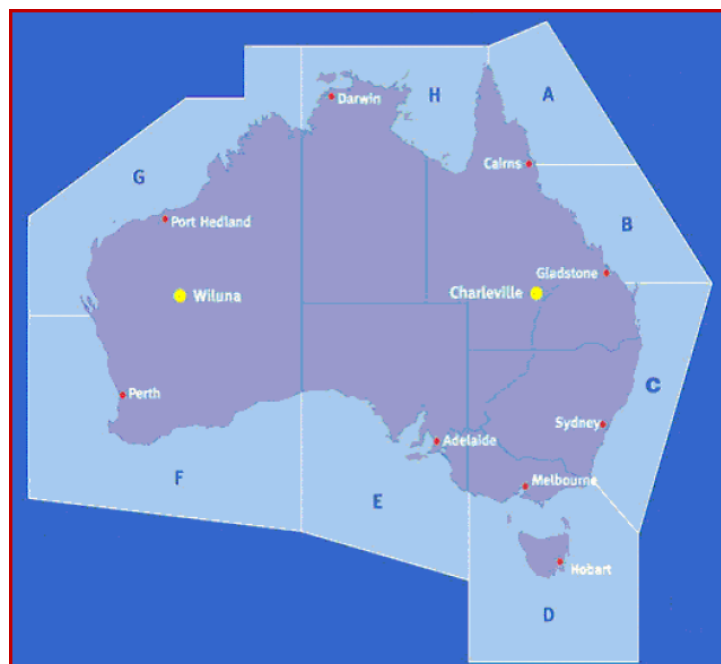 A
H
Darwin
Cairns
G
Port Hedland
B
Gladstone
Wiluna
Charleville
C
Perth
Sydney
Adelaide
F
Melbourne
E
Hobart
D